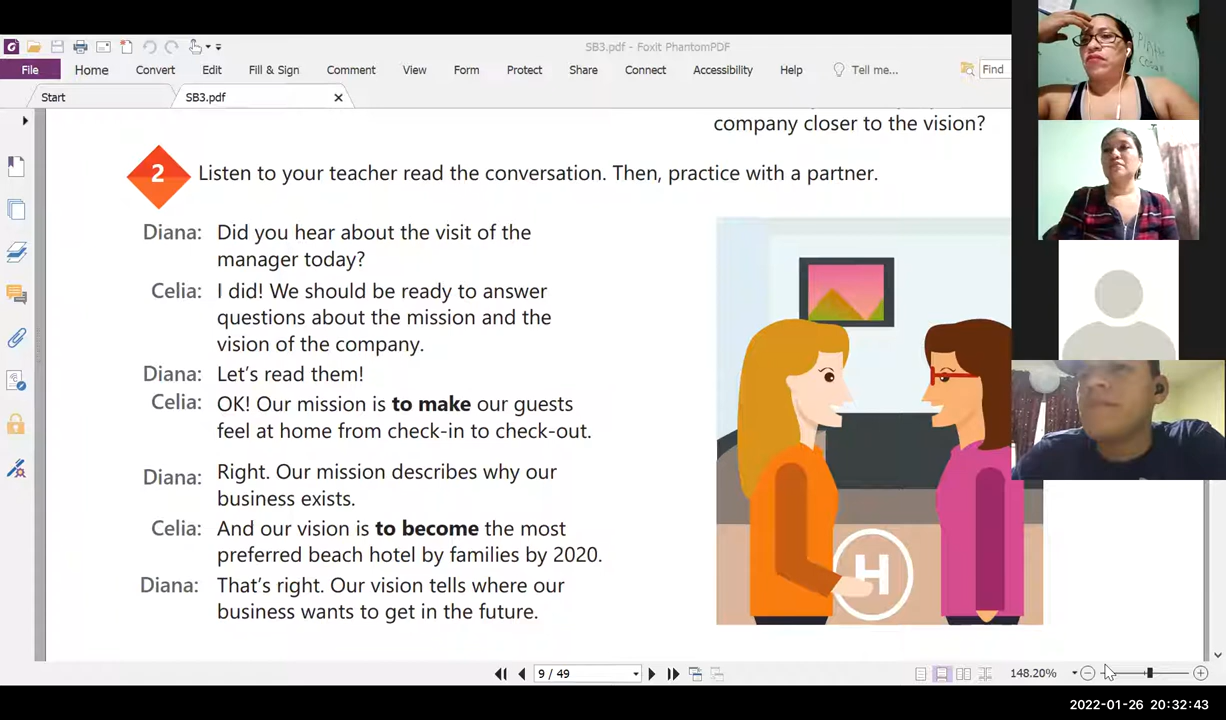 SB3.pdf - Foxit PhantomPDF
File Home Convert Edit Fill & Sign Comment View Form Protect Share Connect Accessibility Help Tell me... Find
Start SB3.pdf
company closer to the vision?
2 Listen to your teacher read the conversation. Then, practice with a partner.
Diana: Did you hear about the visit of the
manager today?
Celia: I did! We should be ready to answer
questions about the mission and the
vision of the company.
Diana: Let's read them!
Celia: OK! Our mission is to make our guests
feel at home from check-in to check-out.
Diana: Right. Our mission describes why our
business exists.
Celia: And our vision is to become the most
preferred beach hotel by families by 2020.
Diana: That's right. Our vision tells where our
business wants to get in the future.
H
9 / 49
148.20%
2022-01-26 20:32:43